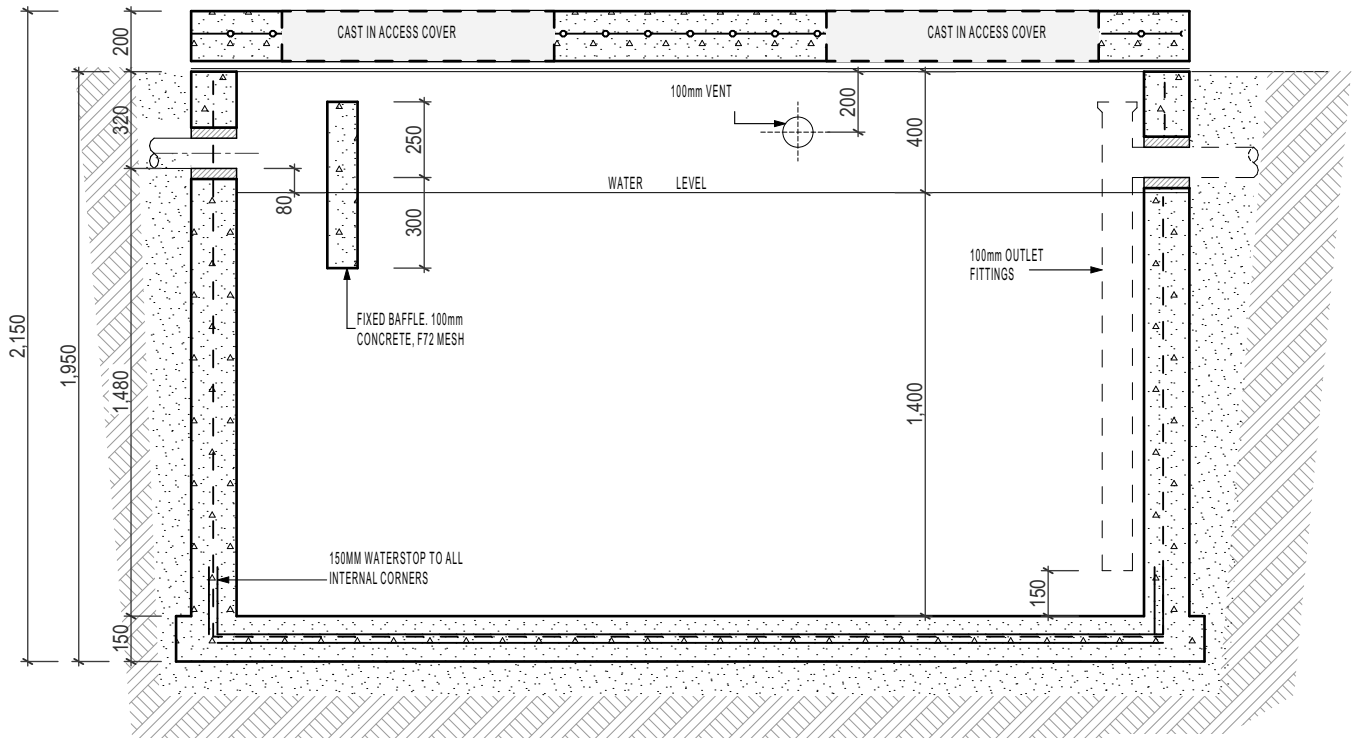 CAST IN ACCESS COVER
CAST IN ACCESS COVER
200
100mm VENT
200
320
250
400
WATER LEVEL
80
300
100mm OUTLET
FITTINGS
FIXED BAFFLE. 100mm
CONCRETE, F72 MESH
2,150
1,950
1,480
1,400
150MM WATERSTOP TO ALL
INTERNAL CORNERS
150
150